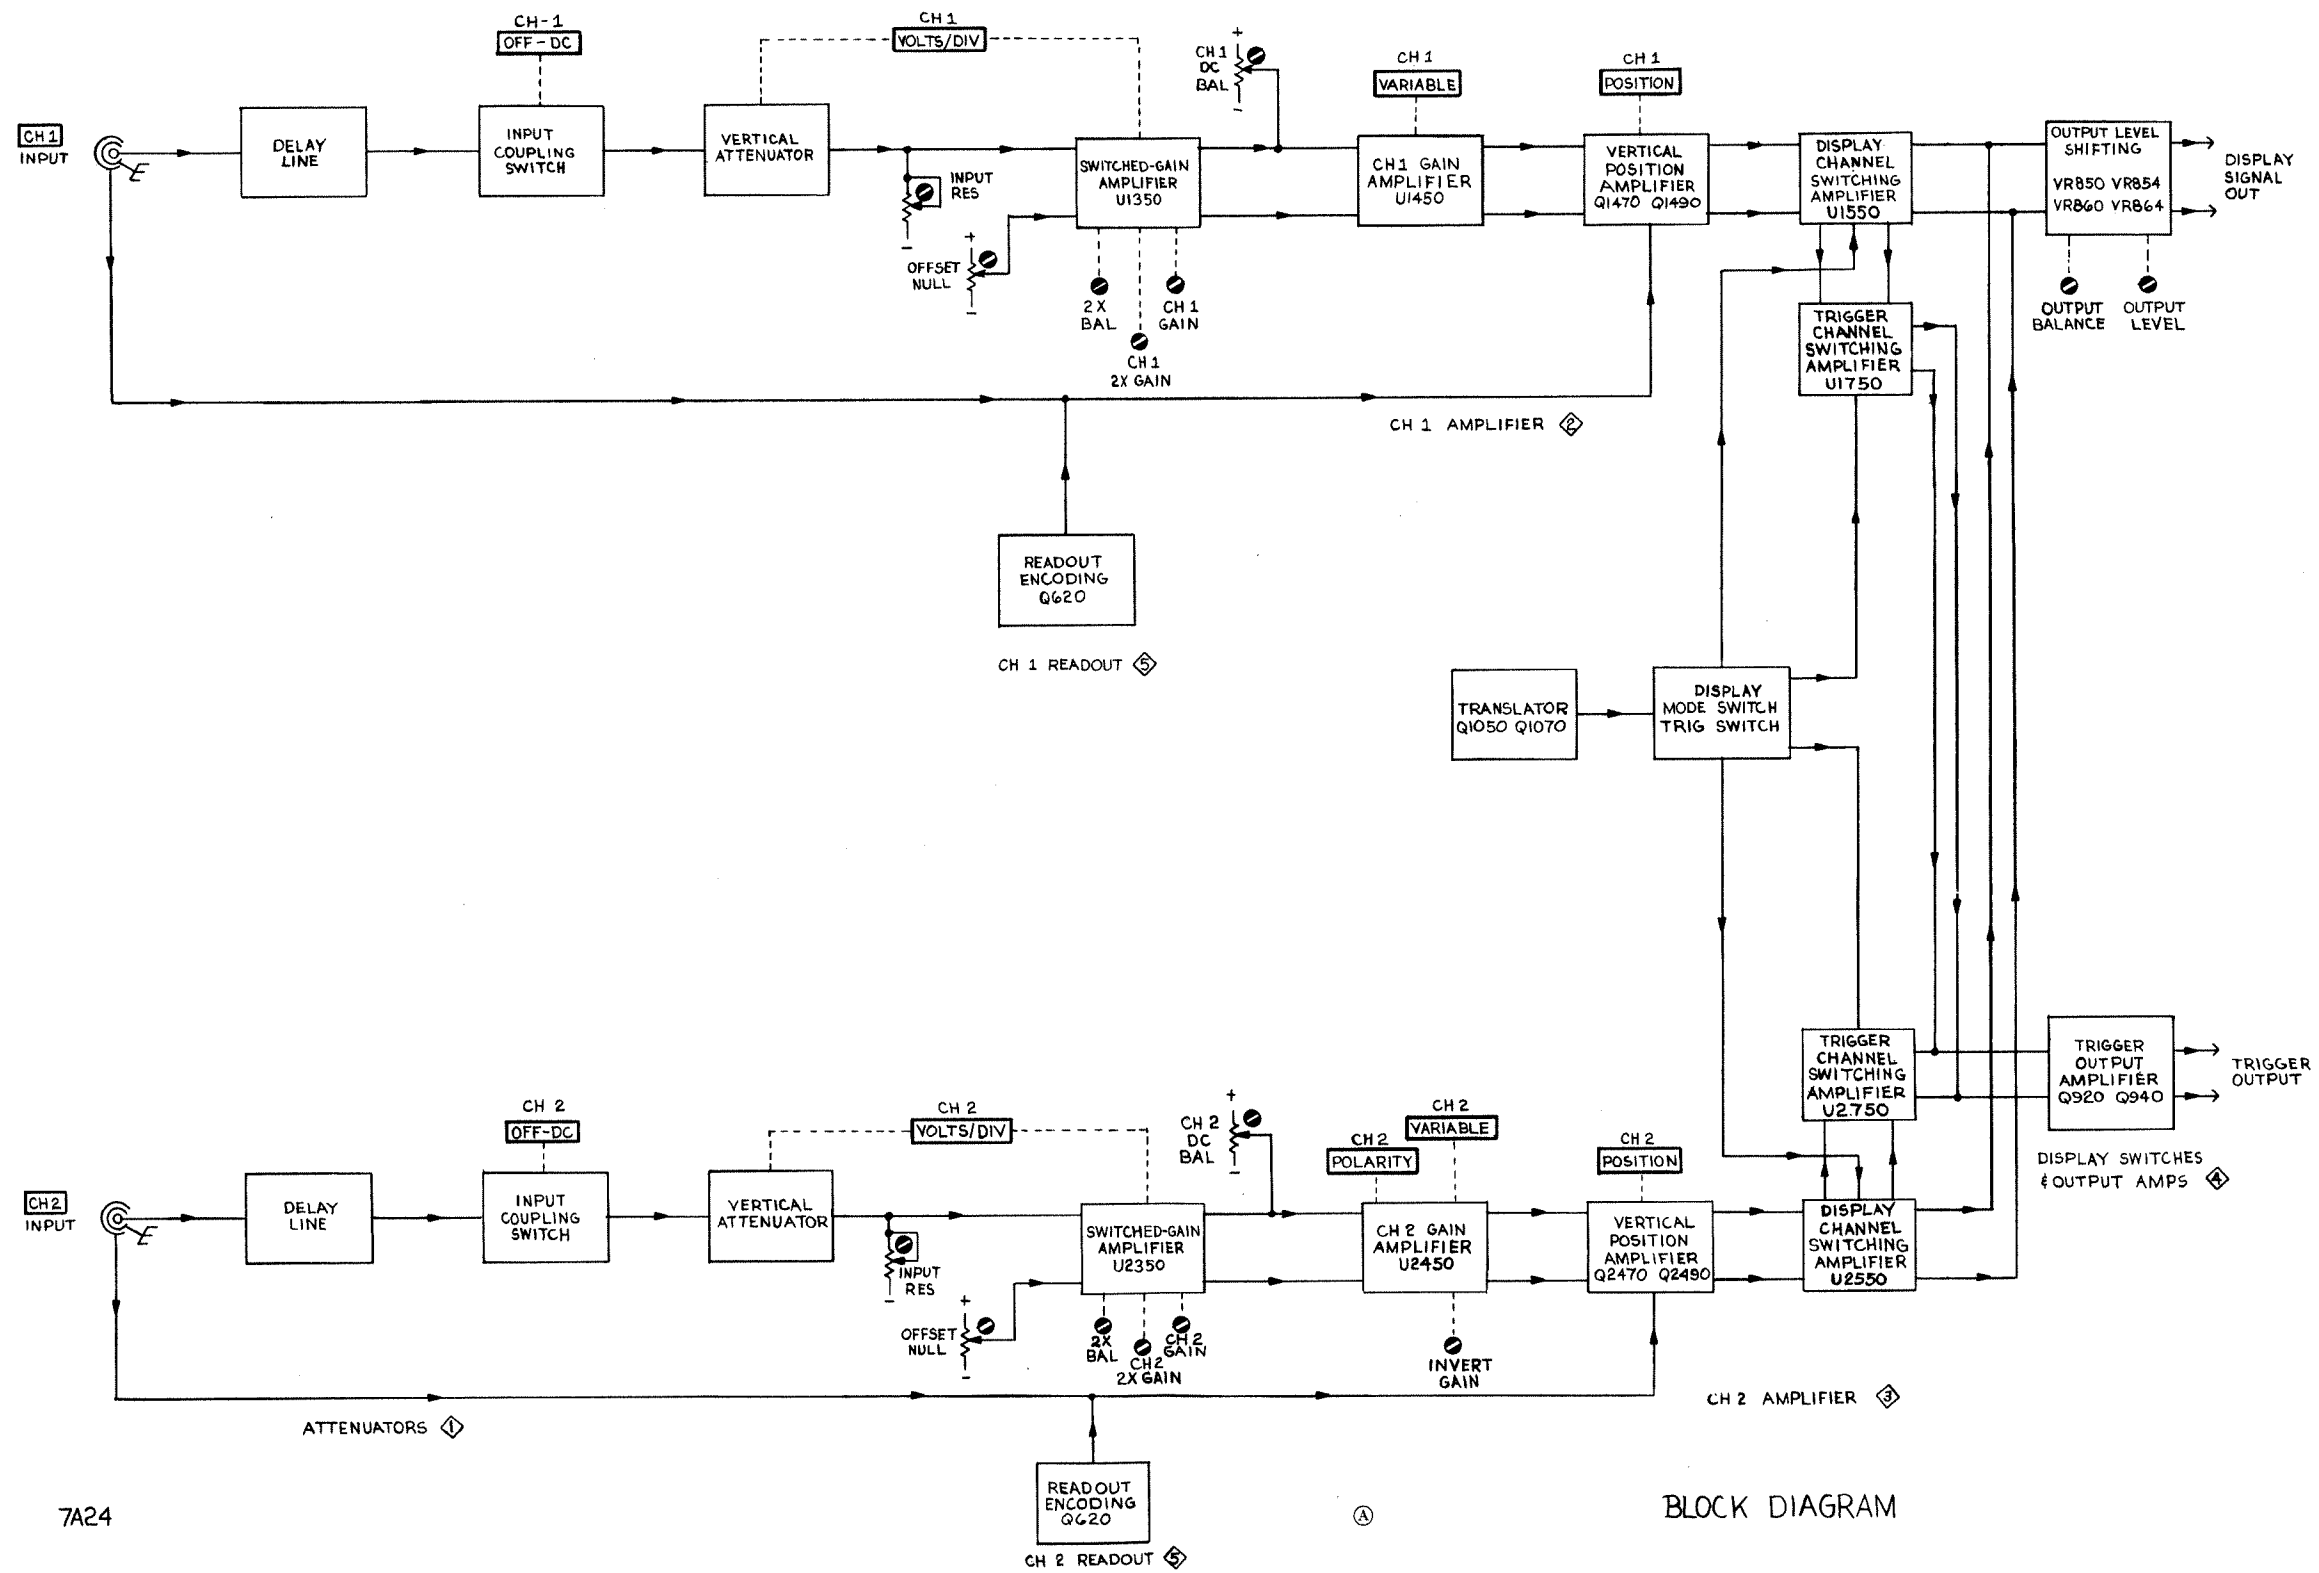 CH-1
OFF-DC
CH 1
VOLTS/DIV
+
CH 1
DC
BAL
-
CH 1
VARIABLE
CH 1
POSITION
CH 1
INPUT
DELAY
LINE
INPUT
COUPLING
SWITCH
VERTICAL
ATTENUATOR
INPUT
RES
-
+
OFFSET
NULL
-
SWITCHED-GAIN
AMPLIFIER
U1350
2X
BAL
CH 1
2X GAIN
CH 1
GAIN
CH 1 GAIN
AMPLIFIER
U1450
VERTICAL
POSITION
AMPLIFIER
Q1470 Q1490
DISPLAY
CHANNEL
SWITCHING
AMPLIFIER
U1550
OUTPUT LEVEL
SHIFTING
VR850 VR854
VR860 VR864
DISPLAY
SIGNAL
OUT
OUTPUT
BALANCE
OUTPUT
LEVEL
TRIGGER
CHANNEL
SWITCHING
AMPLIFIER
U1750
CH 1 AMPLIFIER 2
READOUT
ENCODING
Q620
CH 1 READOUT 5
TRANSLATOR
Q1050 Q1070
DISPLAY
MODE SWITCH
TRIG SWITCH
TRIGGER
CHANNEL
SWITCHING
AMPLIFIER
U2750
TRIGGER
OUTPUT
AMPLIFIER
Q920 Q940
TRIGGER
OUTPUT
DISPLAY SWITCHES
& OUTPUT AMPS 4
CH 2
OFF-DC
CH 2
VOLTS/DIV
+
CH 2
DC
BAL
-
CH 2
POLARITY
CH 2
VARIABLE
CH 2
POSITION
CH 2
INPUT
DELAY
LINE
INPUT
COUPLING
SWITCH
VERTICAL
ATTENUATOR
INPUT
RES
-
+
OFFSET
NULL
-
SWITCHED-GAIN
AMPLIFIER
U2350
2X
BAL
CH 2
2X GAIN
CH 2
GAIN
CH 2 GAIN
AMPLIFIER
U2450
INVERT
GAIN
VERTICAL
POSITION
AMPLIFIER
Q2470 Q2490
DISPLAY
CHANNEL
SWITCHING
AMPLIFIER
U2550
CH 2 AMPLIFIER 3
ATTENUATORS 1
READOUT
ENCODING
Q620
CH 2 READOUT 5
7A24
A
BLOCK DIAGRAM